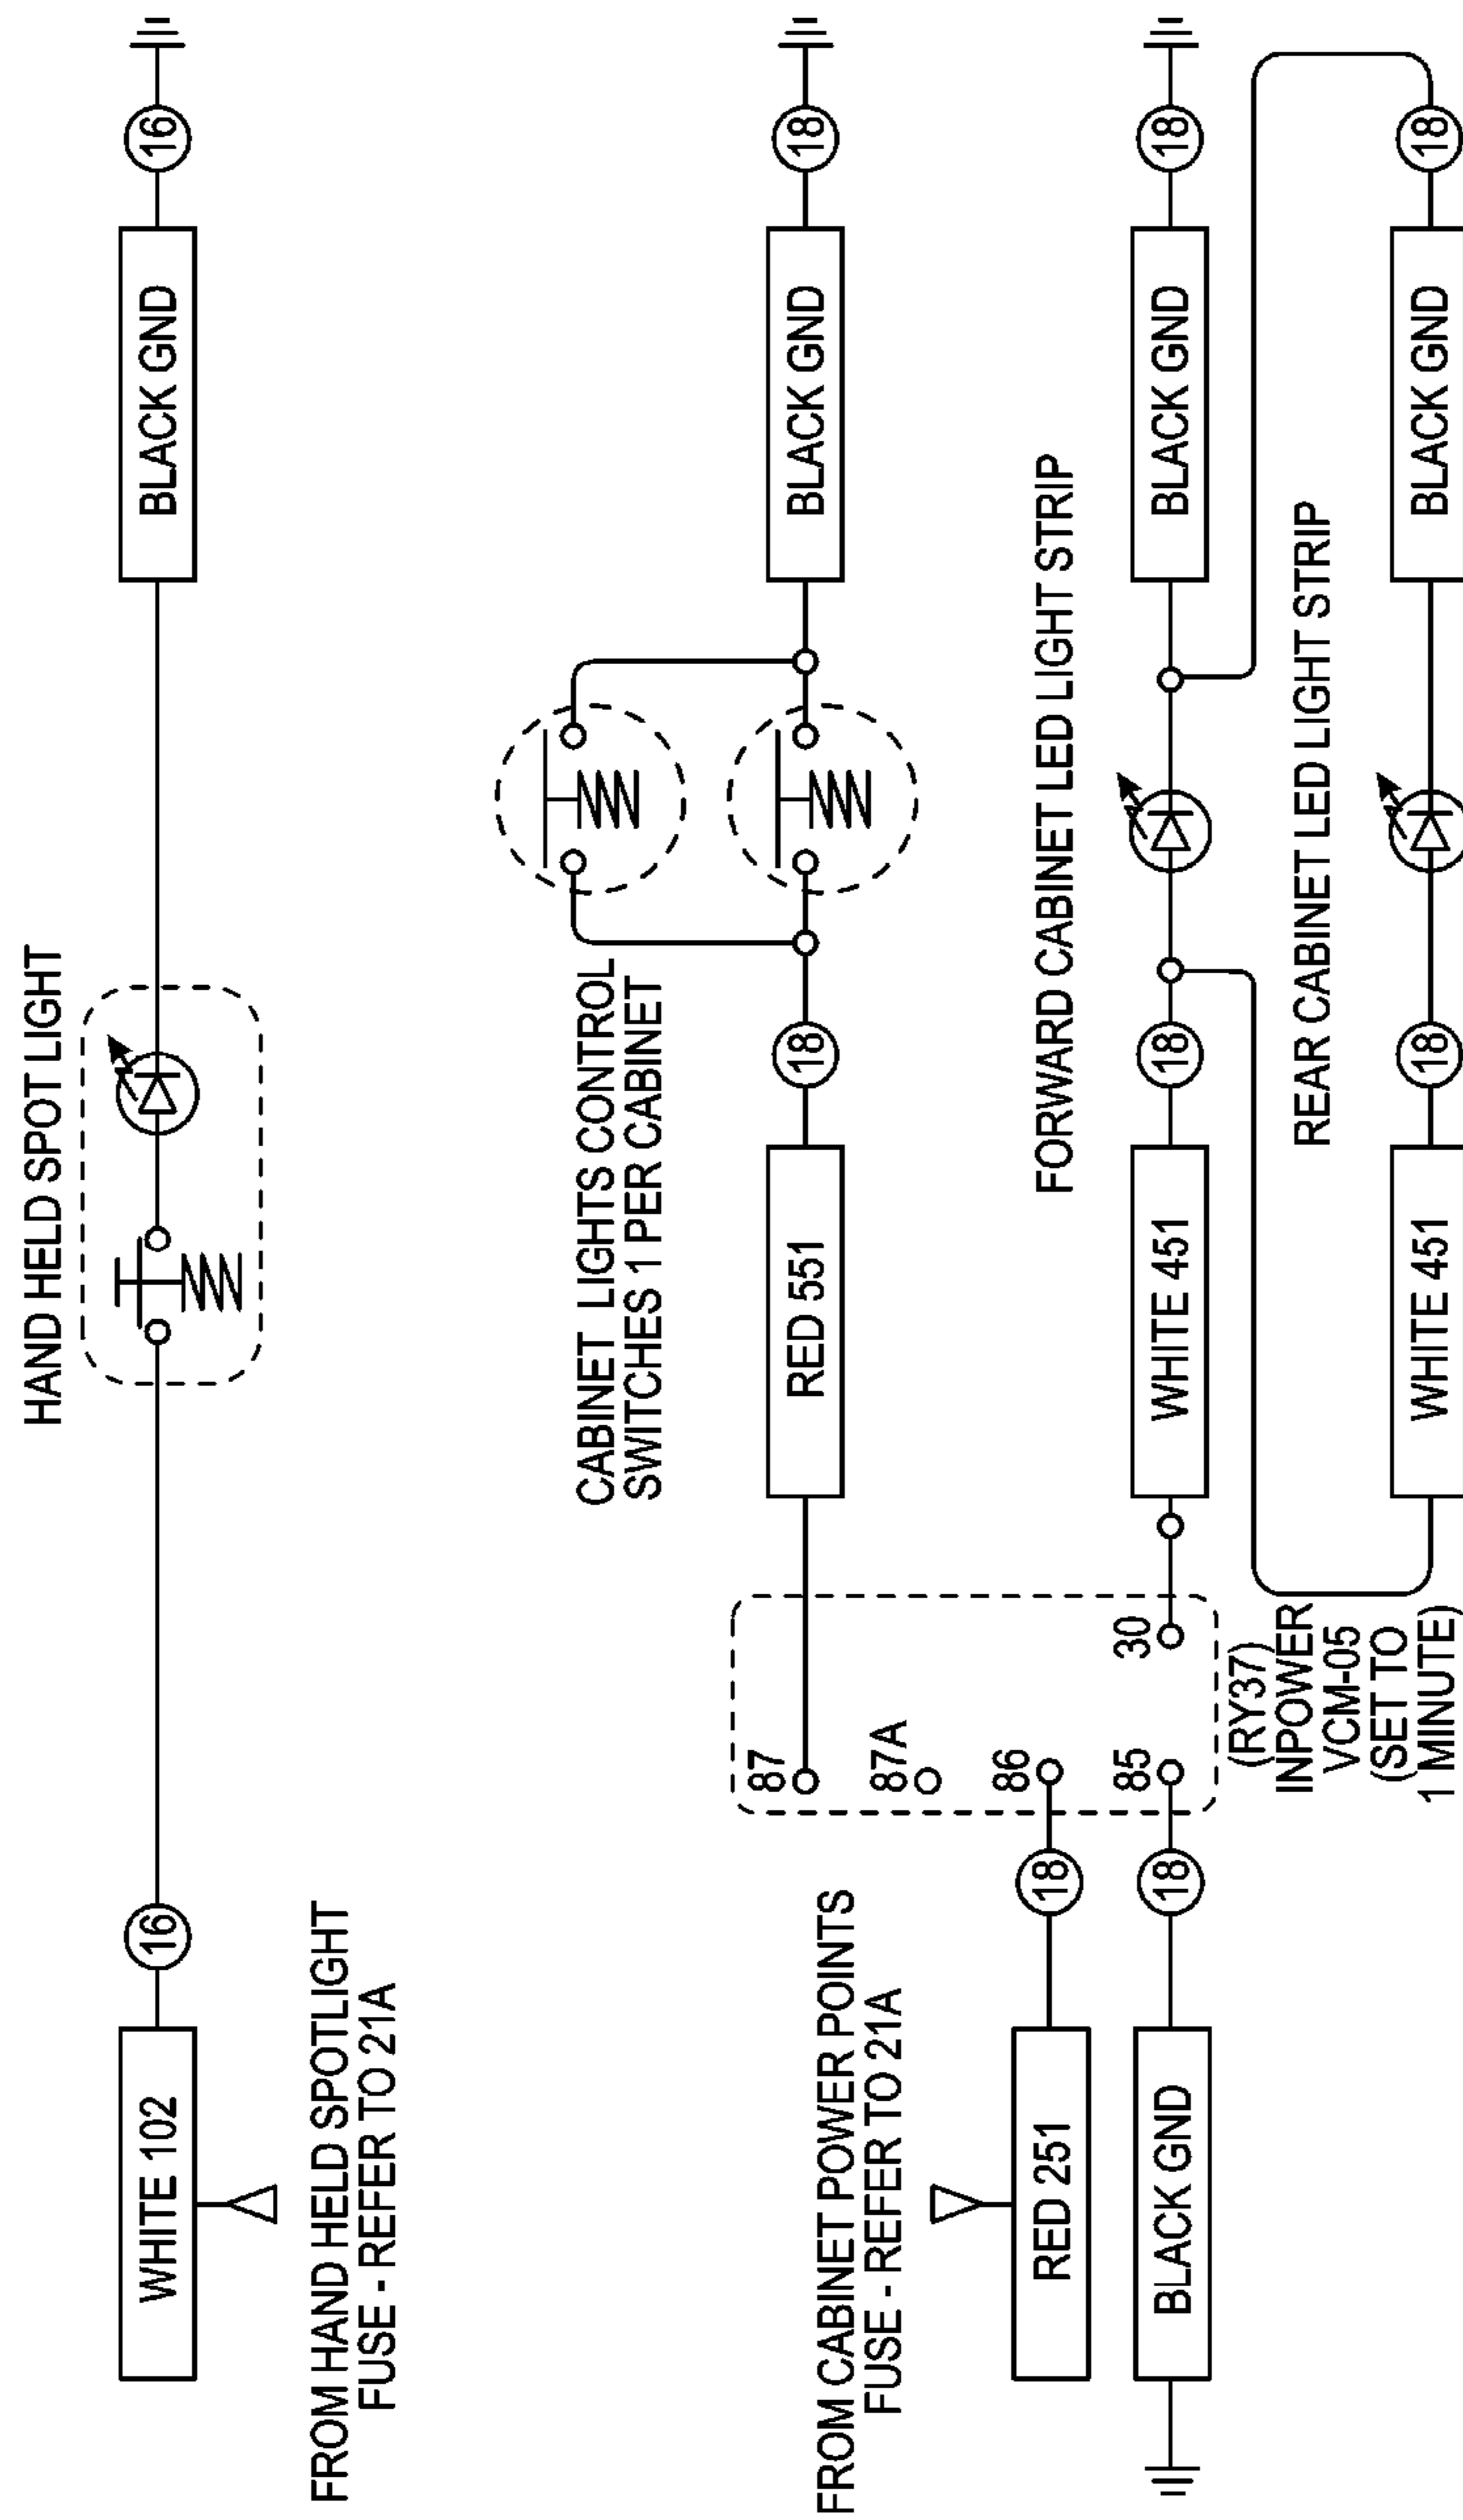 HAND HELD SPOT LIGHT
WHITE 102
16
BLACK GND
16
FROM HAND HELD SPOTLIGHT
FUSE - REFER TO 21A
CABINET LIGHTS CONTROL
SWITCHES 1 PER CABINET
87
RED 551
18
BLACK GND
18
FROM CABINET POWER POINTS
FUSE - REFER TO 21A
87A
RED 251
18
86
FORWARD CABINET LED LIGHT STRIP
BLACK GND
18
85
30
WHITE 451
18
BLACK GND
18
(RY37)
INPOWER
VCM-05
(SET TO
1 MINUTE)
REAR CABINET LED LIGHT STRIP
WHITE 451
18
BLACK GND
18